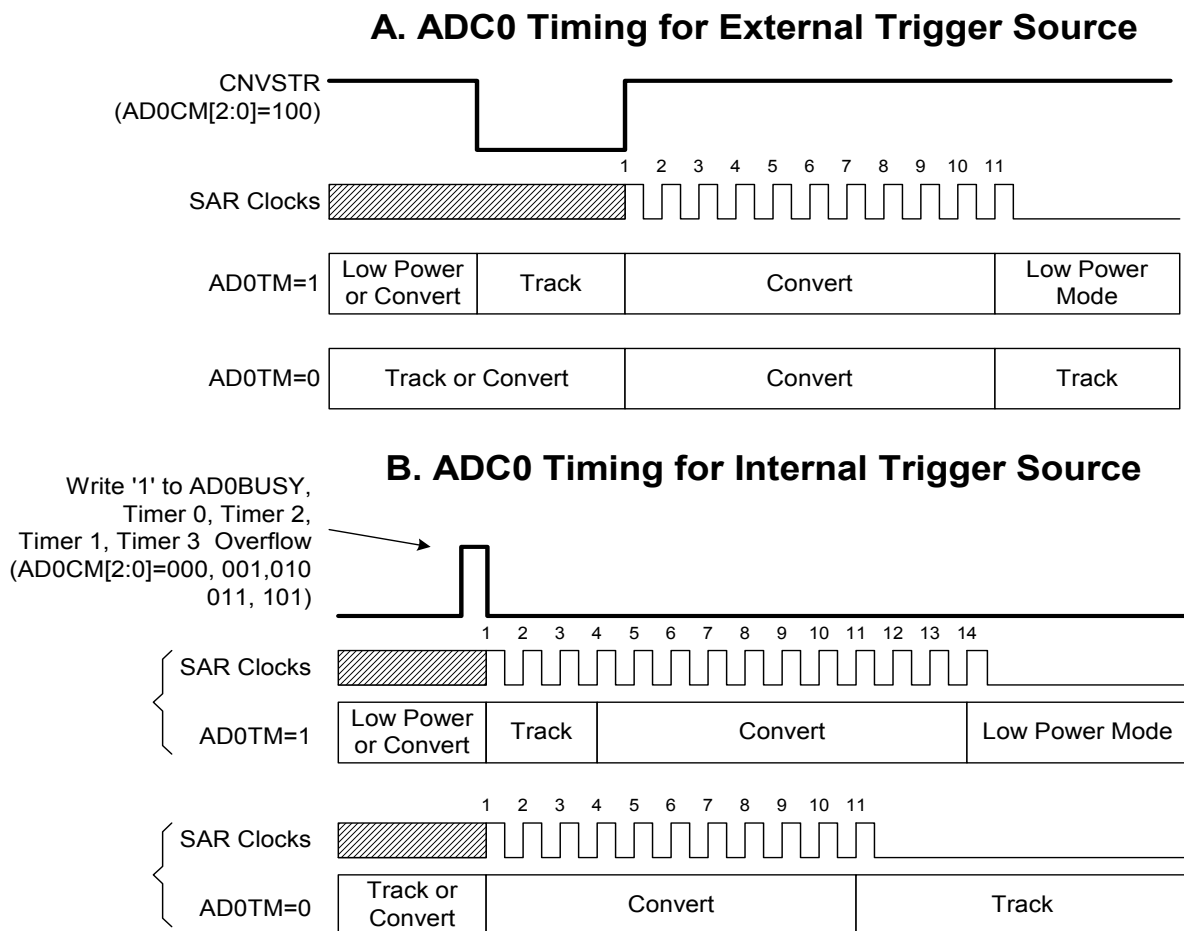 A. ADC0 Timing for External Trigger Source
CNVSTR
(AD0CM[2:0]=100)
1 2 3 4 5 6 7 8 9 10 11
SAR Clocks
AD0TM=1
Low Power
or Convert
Track
Convert
Low Power
Mode
AD0TM=0
Track or Convert
Convert
Track
B. ADC0 Timing for Internal Trigger Source
Write '1' to AD0BUSY,
Timer 0, Timer 2,
Timer 1, Timer 3 Overflow
(AD0CM[2:0]=000, 001,010
011, 101)
1 2 3 4 5 6 7 8 9 10 11 12 13 14
SAR Clocks
AD0TM=1
Low Power
or Convert
Track
Convert
Low Power Mode
1 2 3 4 5 6 7 8 9 10 11
SAR Clocks
AD0TM=0
Track or
Convert
Convert
Track